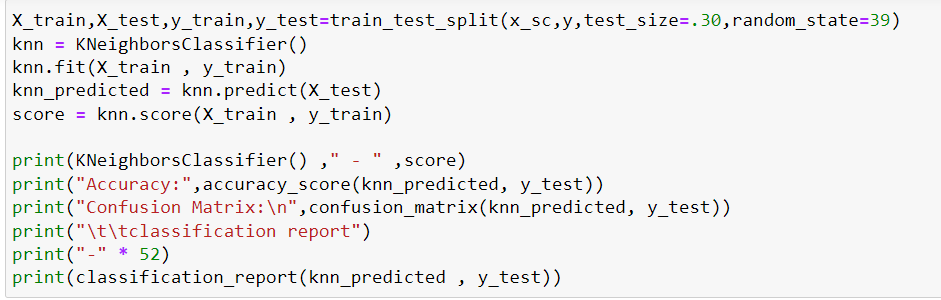 X_train,X_test,y_train,y_test=train_test_split(x_sc,y,test_size=.30,random_state=39)
knn = KNeighborsClassifier()
knn.fit(X_train , y_train)
knn_predicted = knn.predict(X_test)
score = knn.score(X_train , y_train)

print(KNeighborsClassifier() ," - " ,score)
print("Accuracy:",accuracy_score(knn_predicted, y_test))
print("Confusion Matrix:\n",confusion_matrix(knn_predicted, y_test))
print("\t\tclassification report")
print("-" * 52)
print(classification_report(knn_predicted , y_test))